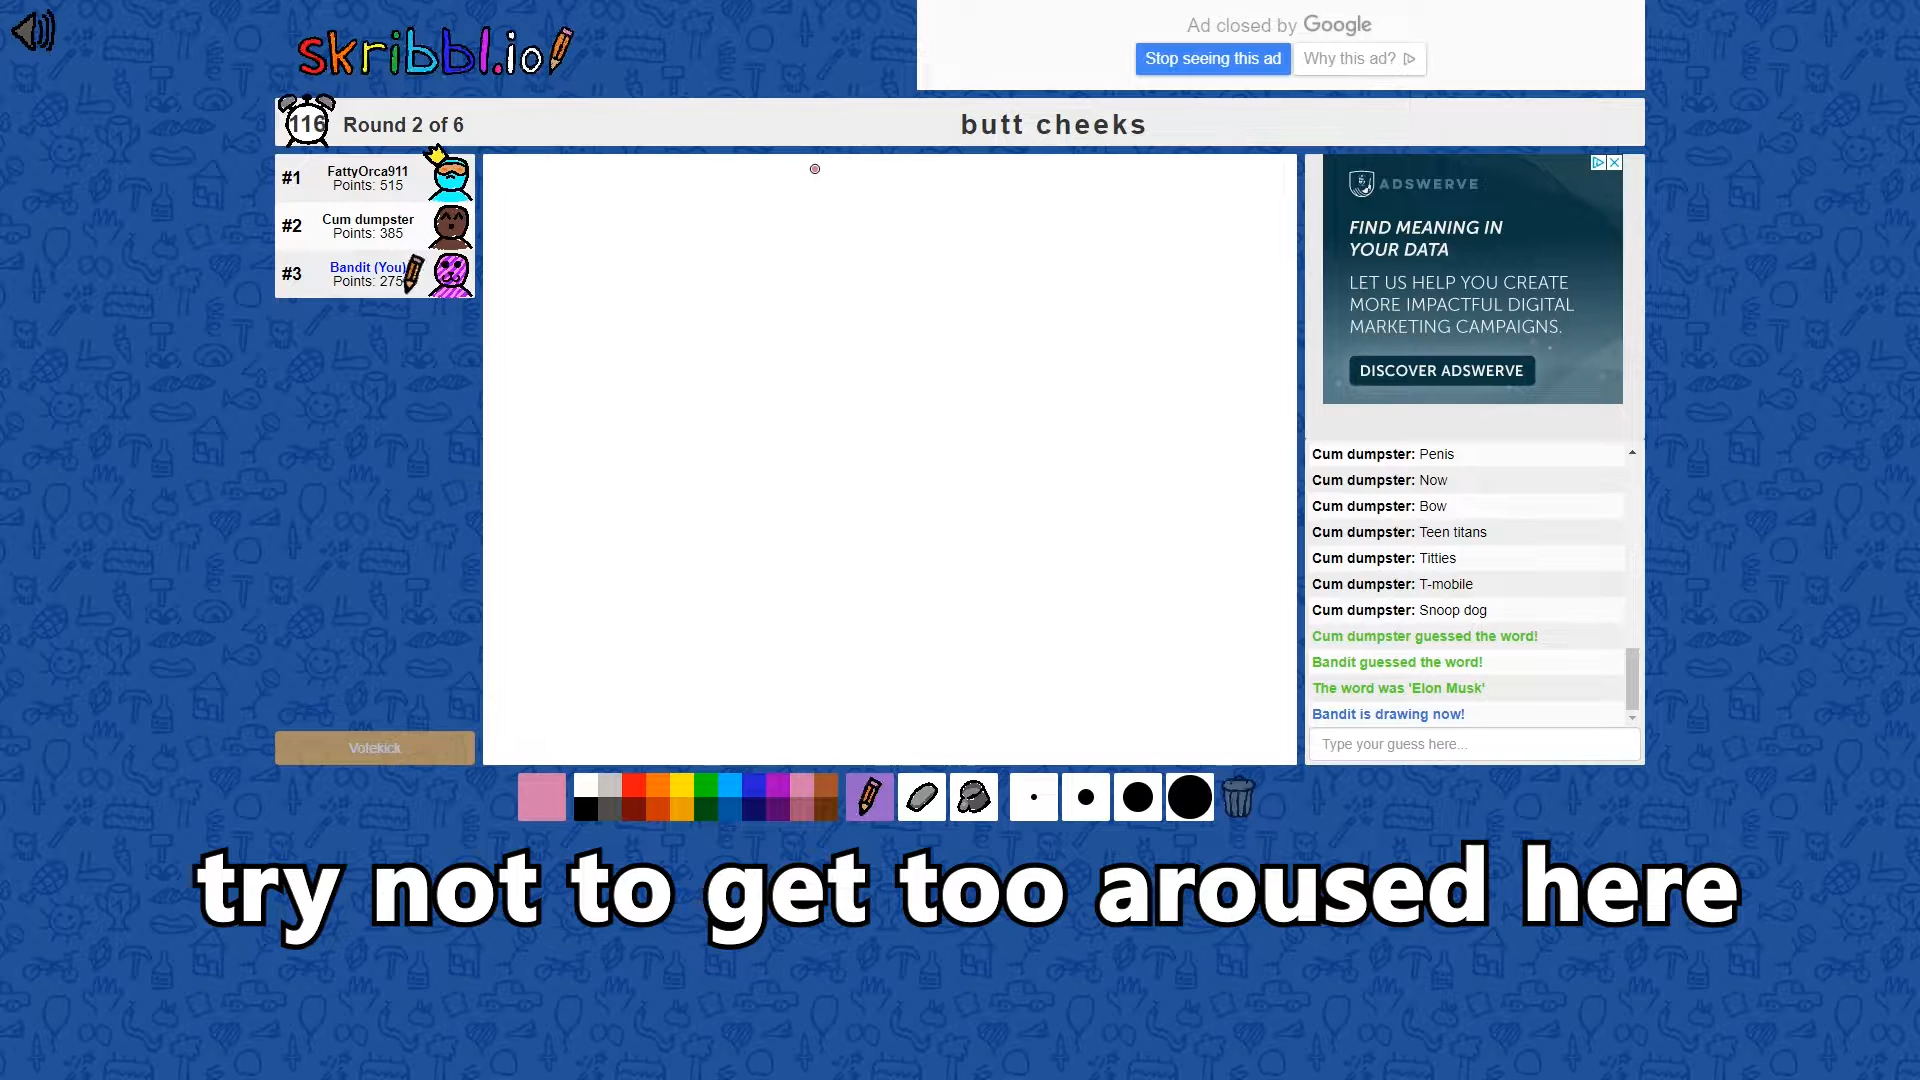 skribbl.io
Ad closed by Google
Stop seeing this ad
Why this ad?
116
Round 2 of 6
butt cheeks
#1
FattyOrca911
Points: 515
#2
Cum dumpster
Points: 385
#3
Bandit (You)
Points: 275
ADSWERVE
FIND MEANING IN
YOUR DATA
LET US HELP YOU CREATE
MORE IMPACTFUL DIGITAL
MARKETING CAMPAIGNS.
DISCOVER ADSWERVE
Cum dumpster: Penis
Cum dumpster: Now
Cum dumpster: Bow
Cum dumpster: Teen titans
Cum dumpster: Titties
Cum dumpster: T-mobile
Cum dumpster: Snoop dog
Cum dumpster guessed the word!
Bandit guessed the word!
The word was 'Elon Musk'
Bandit is drawing now!
Type your guess here...
Votekick
try not to get too aroused here